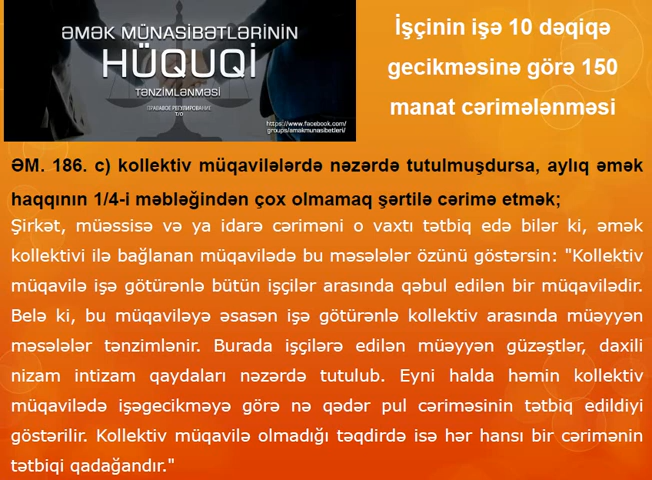 ƏMƏK MÜNASİBƏTLƏRİNİN
HÜQUQİ
TƏNZİMLƏNMƏSİ
ПРАВОВОЕ РЕГУЛИРОВАНИЕ
Т/О
https://www.facebook.com/
groups/amakmunasibetleri/
İşçinin işə 10 dəqiqə
gecikməsinə görə 150
manat cərimələnməsi
ƏM. 186. c) kollektiv müqavilələrdə nəzərdə tutulmuşdursa, aylıq əmək
haqqının 1/4-i məbləğindən çox olmamaq şərtilə cərimə etmək;
Şirkət, müəssisə və ya idarə cəriməni o vaxtı tətbiq edə bilər ki, əmək
kollektivi ilə bağlanan müqavilədə bu məsələlər özünü göstərsin: "Kollektiv
müqavilə işə götürənlə bütün işçilər arasında qəbul edilən bir müqavilədir.
Belə ki, bu müqaviləyə əsasən işə götürənlə kollektiv arasında müəyyən
məsələlər tənzimlənir. Burada işçilərə edilən müəyyən güzəştlər, daxili
nizam intizam qaydaları nəzərdə tutulub. Eyni halda həmin kollektiv
müqavilədə işəgecikməyə görə nə qədər pul cəriməsinin tətbiq edildiyi
göstərilir. Kollektiv müqavilə olmadığı təqdirdə isə hər hansı bir cərimənin
tətbiqi qadağandır."